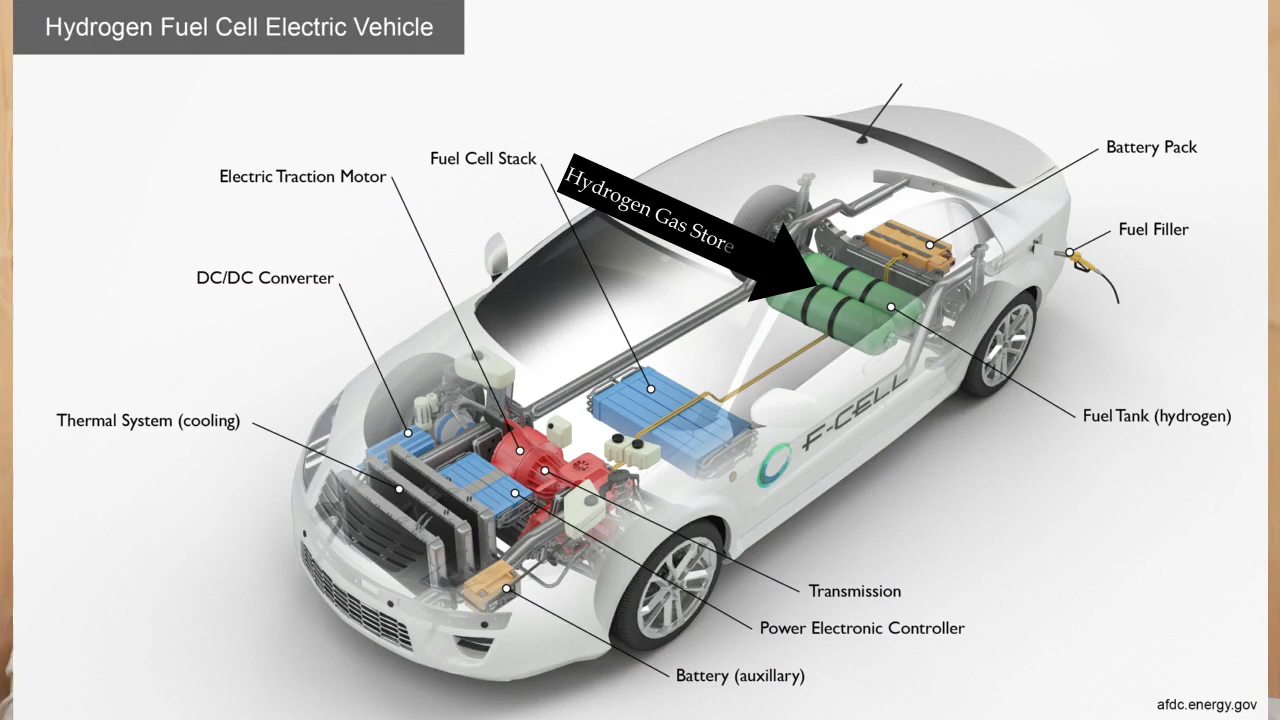 Hydrogen Fuel Cell Electric Vehicle
Fuel Cell Stack
Battery Pack
Electric Traction Motor
Hydrogen Gas Store
Fuel Filler
DC/DC Converter
Thermal System (cooling)
Fuel Tank (hydrogen)
F-CELL
Transmission
Power Electronic Controller
Battery (auxillary)
afdc.energy.gov